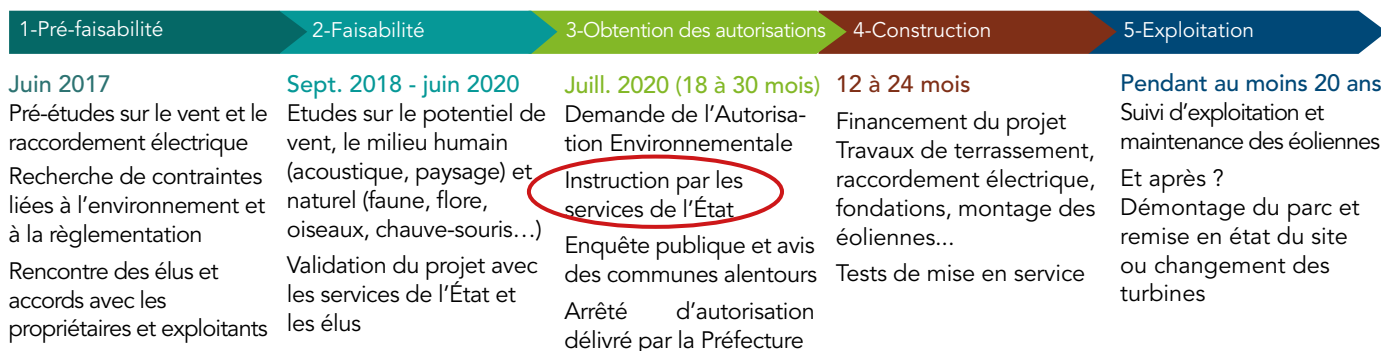 1-Pré-faisabilité
2-Faisabilité
3-Obtention des autorisations
4-Construction
5-Exploitation
Juin 2017
Pré-études sur le vent et le
raccordement électrique
Recherche de contraintes
liées à l'environnement et
à la règlementation
Rencontre des élus et
accords avec les
propriétaires et exploitants
Sept. 2018 - juin 2020
Etudes sur le potentiel de
vent, le milieu humain
(acoustique, paysage) et
naturel (faune, flore,
oiseaux, chauve-souris…)
Validation du projet avec
les services de l'État et
les élus
Juill. 2020 (18 à 30 mois)
Demande de l'Autorisa-
tion Environnementale
Instruction par les
services de l'État
Enquête publique et avis
des communes alentours
Arrêté d'autorisation
délivré par la Préfecture
12 à 24 mois
Financement du projet
Travaux de terrassement,
raccordement électrique,
fondations, montage des
éoliennes...
Tests de mise en service
Pendant au moins 20 ans
Suivi d'exploitation et
maintenance des éoliennes
Et après ?
Démontage du parc et
remise en état du site
ou changement des
turbines